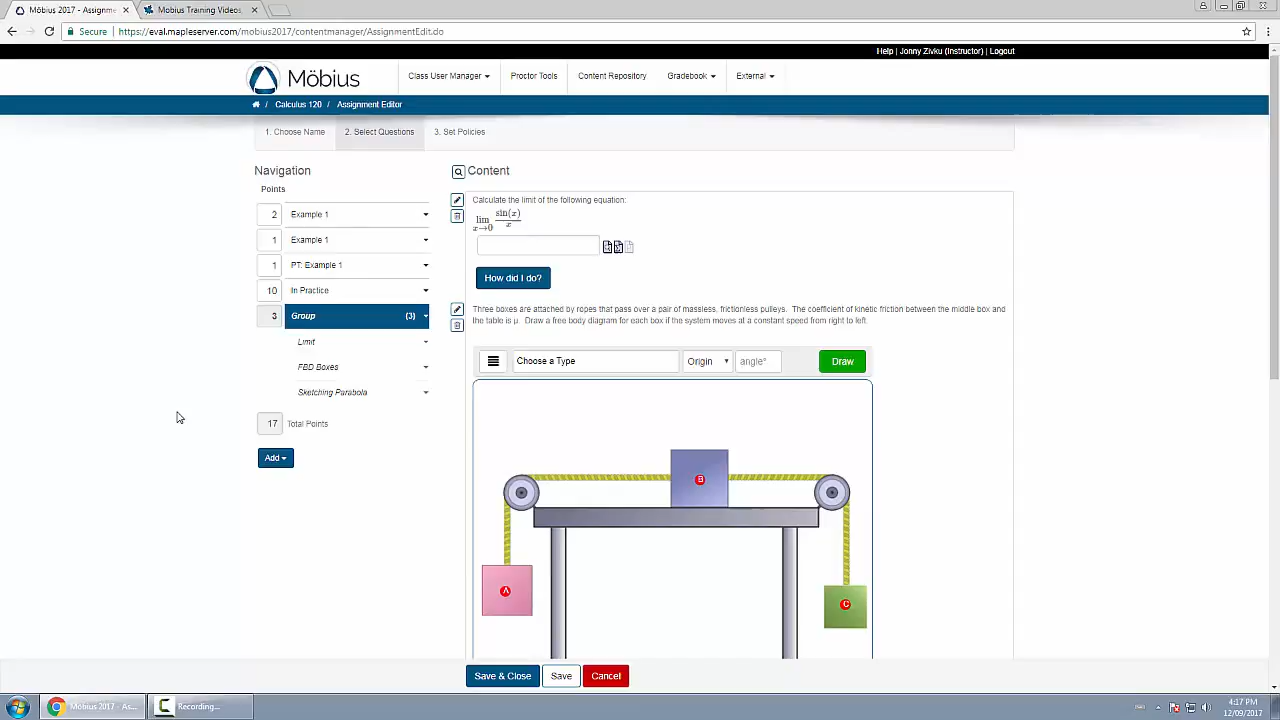 Möbius 2017 - Assignme
Mobius Training Videos,
Secure
https://eval.mapleserver.com/mobius2017/contentmanager/AssignmentEdit.do
Help | Jonny Zivku (Instructor) | Logout
Möbius
Class User Manager
Proctor Tools
Content Repository
Gradebook
External
/ Calculus 120 / Assignment Editor
1. Choose Name
2. Select Questions
3. Set Policies
Navigation
Points
2 Example 1
1 Example 1
1 PT: Example 1
10 In Practice
3 Group (3)
Limit
FBD Boxes
Sketching Parabola
17 Total Points
Add
Content
Calculate the limit of the following equation:
lim x→0 sin(x)/x
How did I do?
Three boxes are attached by ropes that pass over a pair of massless, frictionless pulleys. The coefficient of kinetic friction between the middle box and
the table is μ. Draw a free body diagram for each box if the system moves at a constant speed from right to left.
Choose a Type
Origin
angle°
Draw
B
A
C
Save & Close
Save
Cancel
Möbius 2017 - As...
Recording...
4:17 PM
12/09/2017